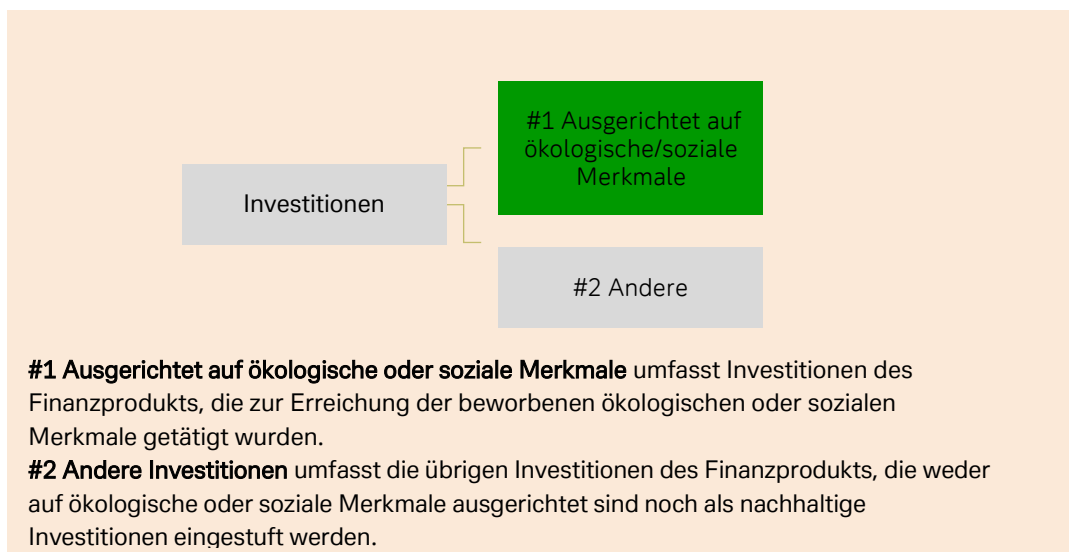 #1 Ausgerichtet auf
ökologische/soziale
Merkmale
Investitionen
#2 Andere
#1 Ausgerichtet auf ökologische oder soziale Merkmale umfasst Investitionen des
Finanzprodukts, die zur Erreichung der beworbenen ökologischen oder sozialen
Merkmale getätigt wurden.
#2 Andere Investitionen umfasst die übrigen Investitionen des Finanzprodukts, die weder
auf ökologische oder soziale Merkmale ausgerichtet sind noch als nachhaltige
Investitionen eingestuft werden.